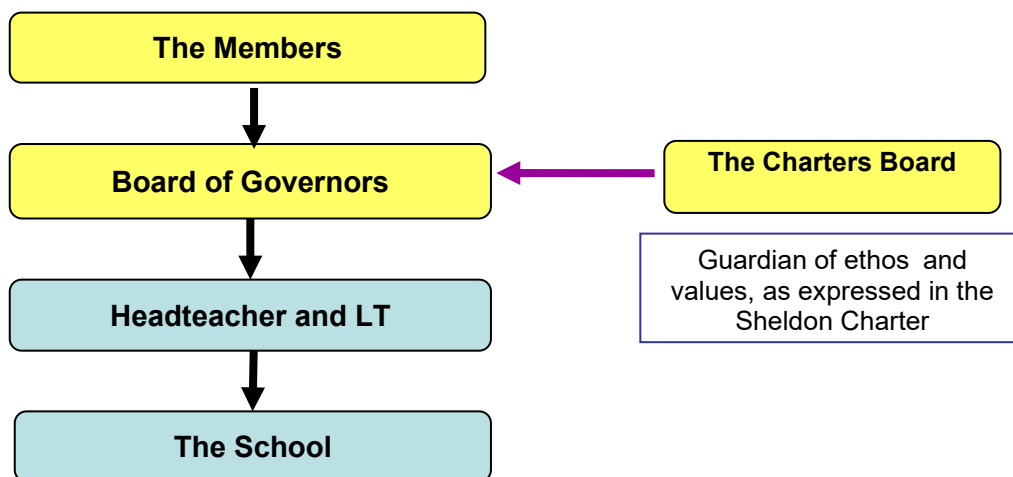 The Members
Board of Governors
The Charters Board
Guardian of ethos and
values, as expressed in the
Sheldon Charter
Headteacher and LT
The School